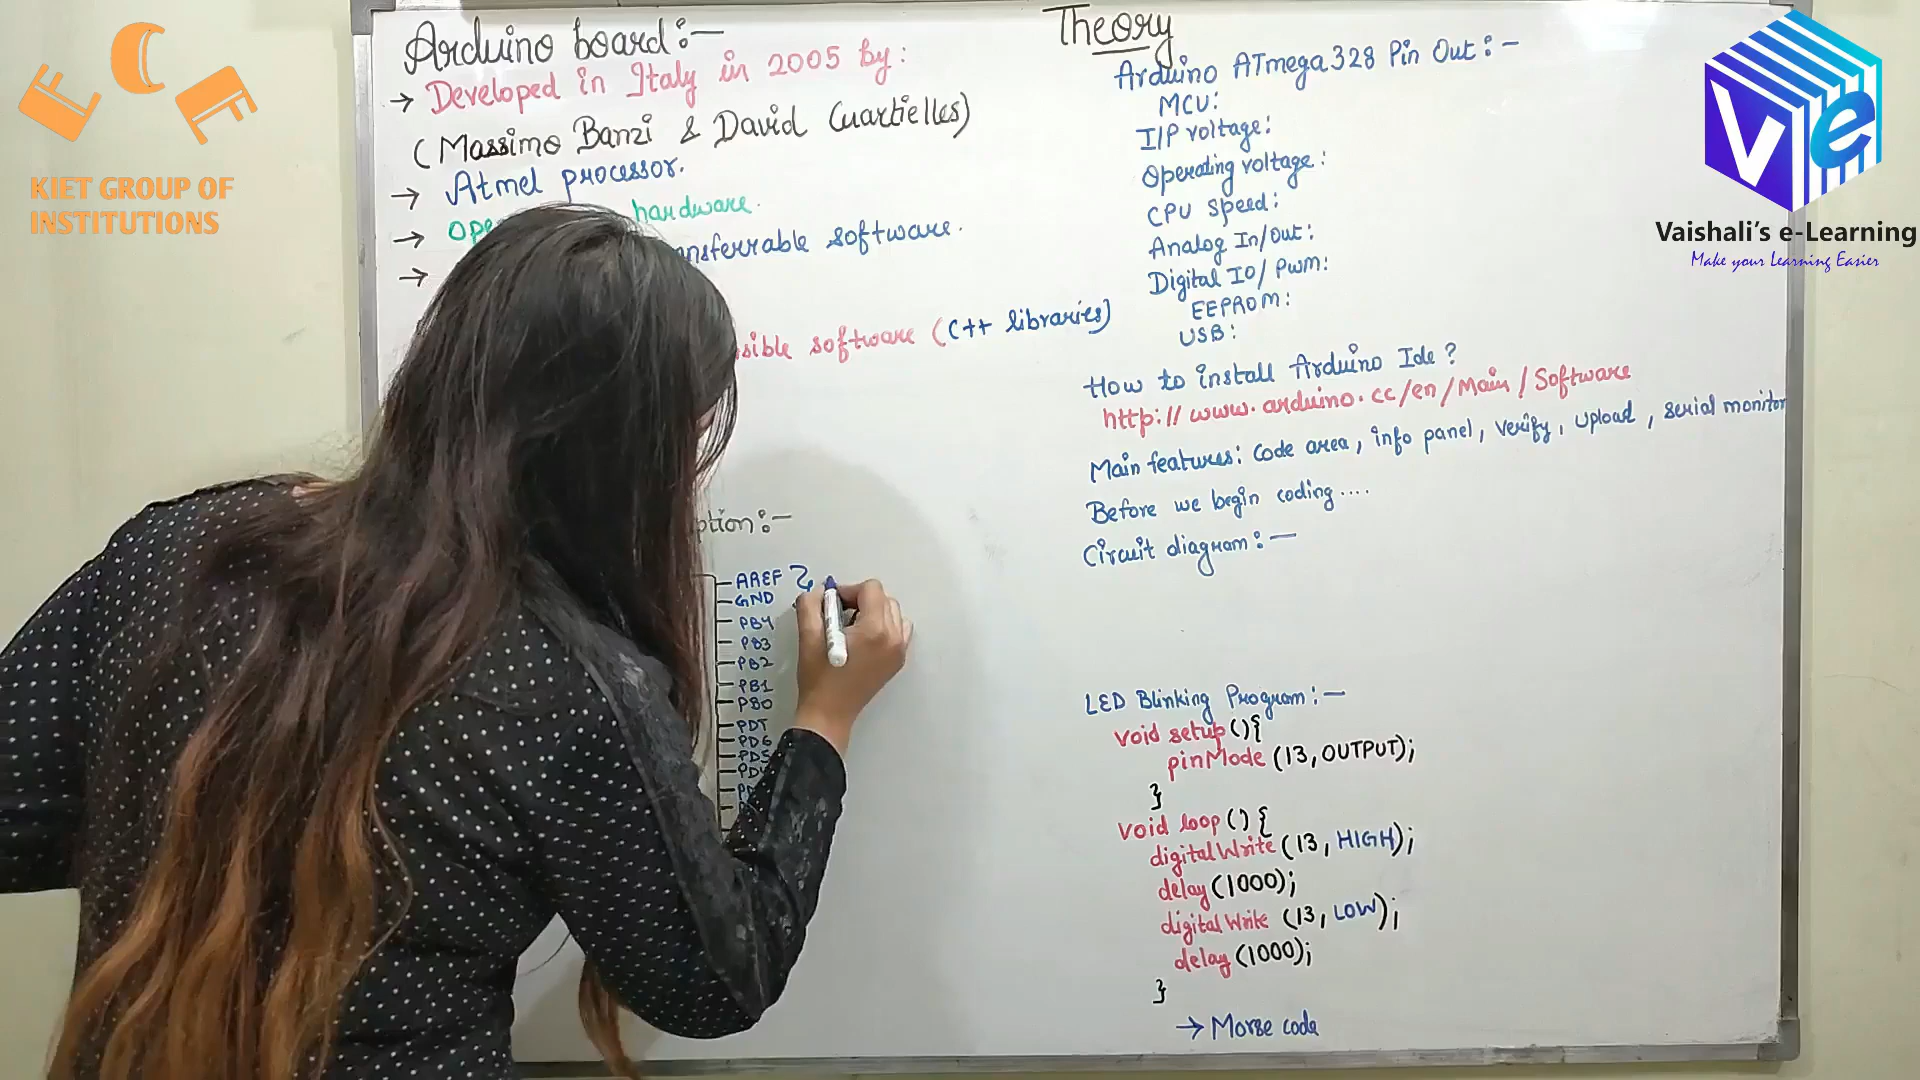 ECE
KIET GROUP OF
INSTITUTIONS
Arduino board:-
→ Developed in Italy in 2005 by:
(Massimo Banzi & David Cuartielles)
→ Atmel processor.
→ hardware.
→ software.
software (C++ libraries)
AREF
GND
PB4
PB3
PB2
PB1
PB0
PD7
PD6
PD5
Theory
Arduino ATmega328 Pin Out:-
MCU:
I/P voltage:
Operating voltage:
CPU Speed:
Analog In/Out:
Digital IO/PWM:
EEPROM:
USB:
How to install Arduino Ide?
http://www.arduino.cc/en/Main/Software
Main features: code area, info panel, verify, upload, serial monitor
Before we begin coding....
Circuit diagram:-
LED Blinking Program:-
void setup(){
pinMode (13, OUTPUT);
}
void loop(){
digitalWrite (13, HIGH);
delay (1000);
digitalWrite (13, LOW);
delay (1000);
}
→ Morse code
Ve
Vaishali's e-Learning
Make your Learning Easier